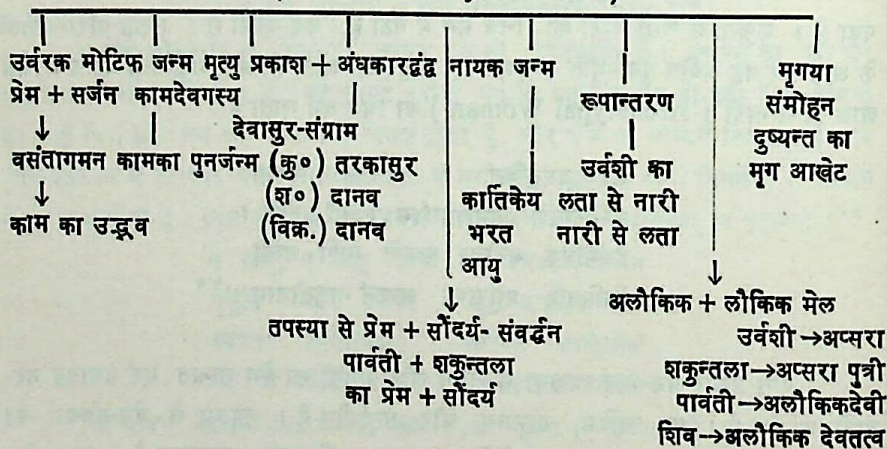 उर्वरक मोटिफ जन्म मृत्यु प्रकाश + अंधकारद्वंद्व नायक जन्म
मृगया
प्रेम + सर्जन कामदेवगस्य
रूपान्तरण
संमोहन
↓ ↓ देवासुर-संग्राम
दुष्यन्त का
वसंतागमन कामका पुनर्जन्म (कु०) तरकासुर
उर्वशी का
मृग आखेट
↓ (श०) दानव
कार्तिकेय लता से नारी
काम का उद्भव (विक्र.) दानव
भरत नारी से लता
आयु
अलौकिक + लौकिक मेल
तपस्या से प्रेम + सौंदर्य- संवर्द्धन
उर्वशी →अप्सरा
पार्वती + शकुन्तला
शकुन्तला→अप्सरा पुत्री
का प्रेम + सौंदर्य
पार्वती→अलौकिकदेवी
शिव→अलौकिक देवतत्व